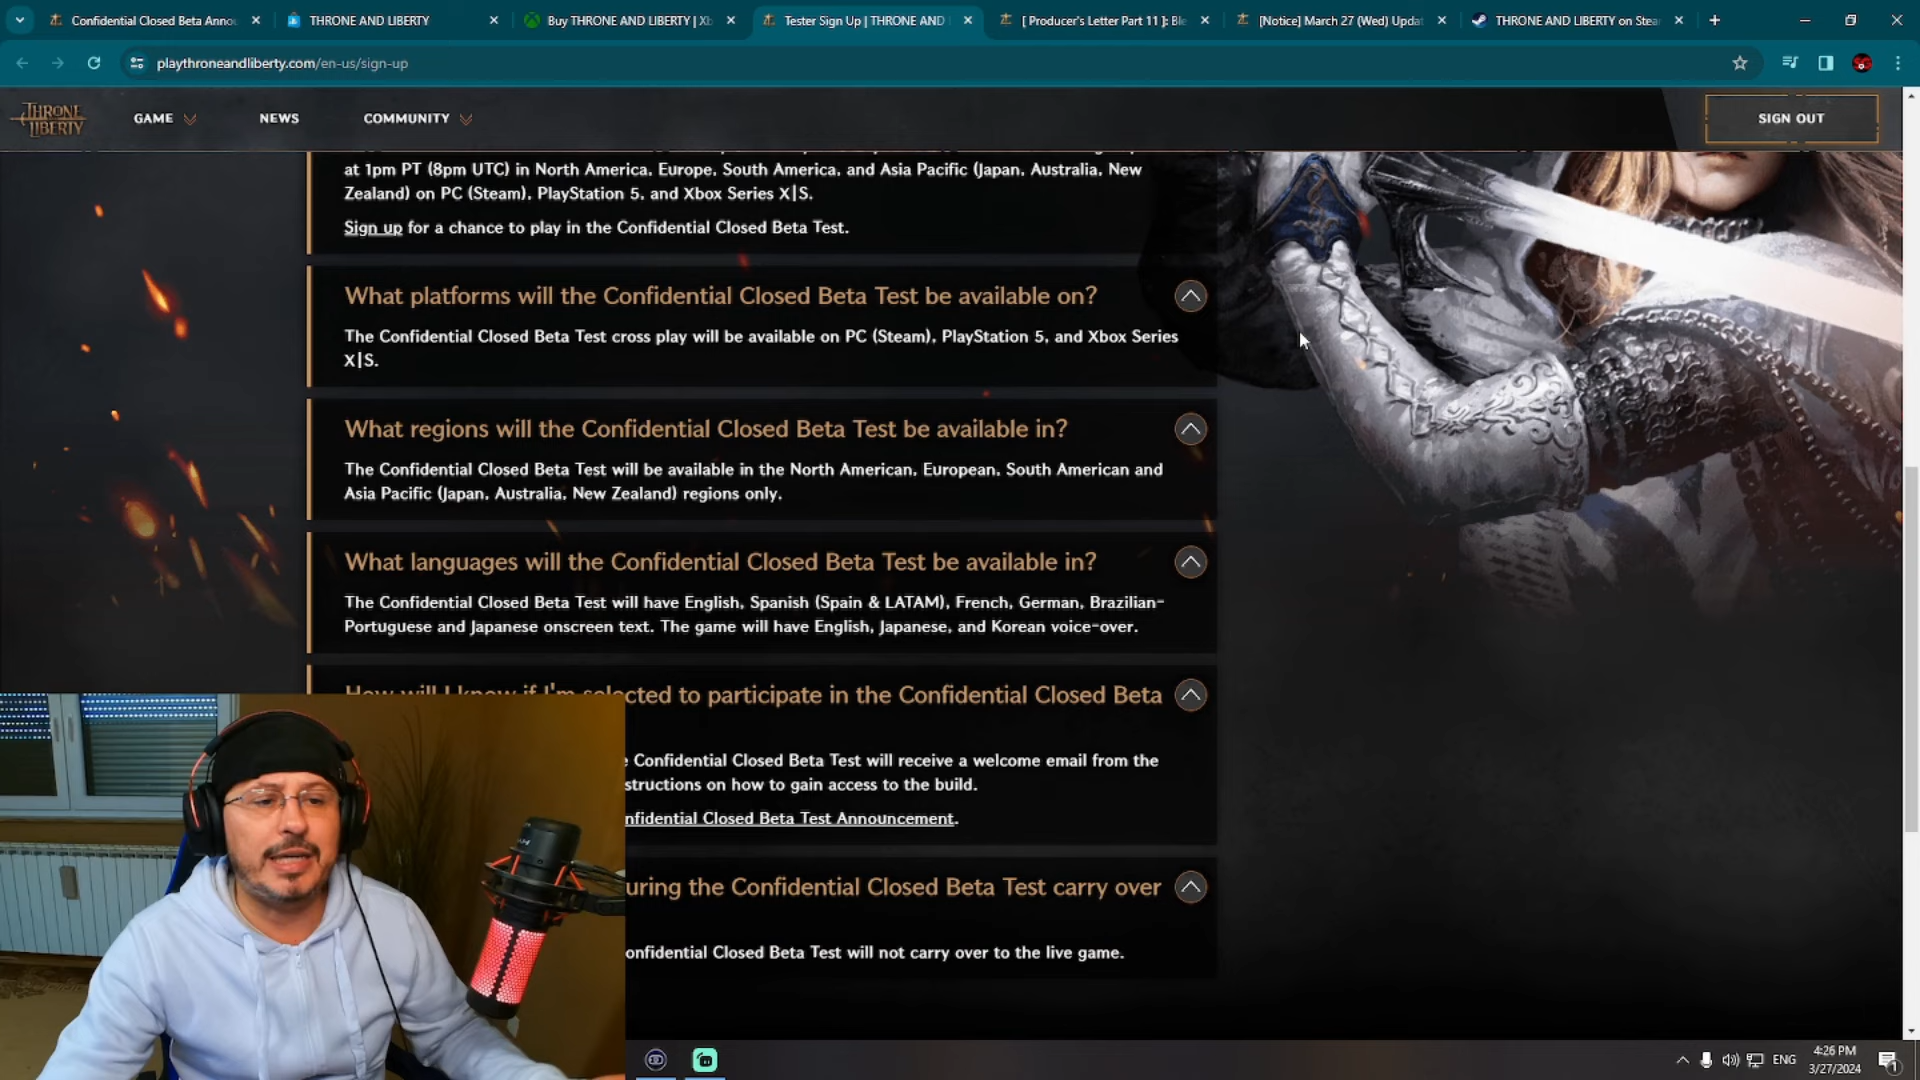 Confidential Closed Beta Annou
THRONE AND LIBERTY
Buy THRONE AND LIBERTY | Xb
Tester Sign Up | THRONE AND
[ Producer's Letter Part 11 ]: Ble
[Notice] March 27 (Wed) Updat
THRONE AND LIBERTY on Stea
playthroneandliberty.com/en-us/sign-up
THRONE AND LIBERTY
GAME
NEWS
COMMUNITY
SIGN OUT
at 1pm PT (8pm UTC) in North America, Europe, South America, and Asia Pacific (Japan, Australia, New
Zealand) on PC (Steam), PlayStation 5, and Xbox Series X|S.
Sign up for a chance to play in the Confidential Closed Beta Test.
What platforms will the Confidential Closed Beta Test be available on?
The Confidential Closed Beta Test cross play will be available on PC (Steam), PlayStation 5, and Xbox Series
X|S.
What regions will the Confidential Closed Beta Test be available in?
The Confidential Closed Beta Test will be available in the North American, European, South American and
Asia Pacific (Japan, Australia, New Zealand) regions only.
What languages will the Confidential Closed Beta Test be available in?
The Confidential Closed Beta Test will have English, Spanish (Spain & LATAM), French, German, Brazilian-
Portuguese and Japanese onscreen text. The game will have English, Japanese, and Korean voice-over.
How will I know if I'm selected to participate in the Confidential Closed Beta
e Confidential Closed Beta Test will receive a welcome email from the
structions on how to gain access to the build.
nfidential Closed Beta Test Announcement.
uring the Confidential Closed Beta Test carry over
onfidential Closed Beta Test will not carry over to the live game.
ENG
4:26 PM
3/27/2024
1